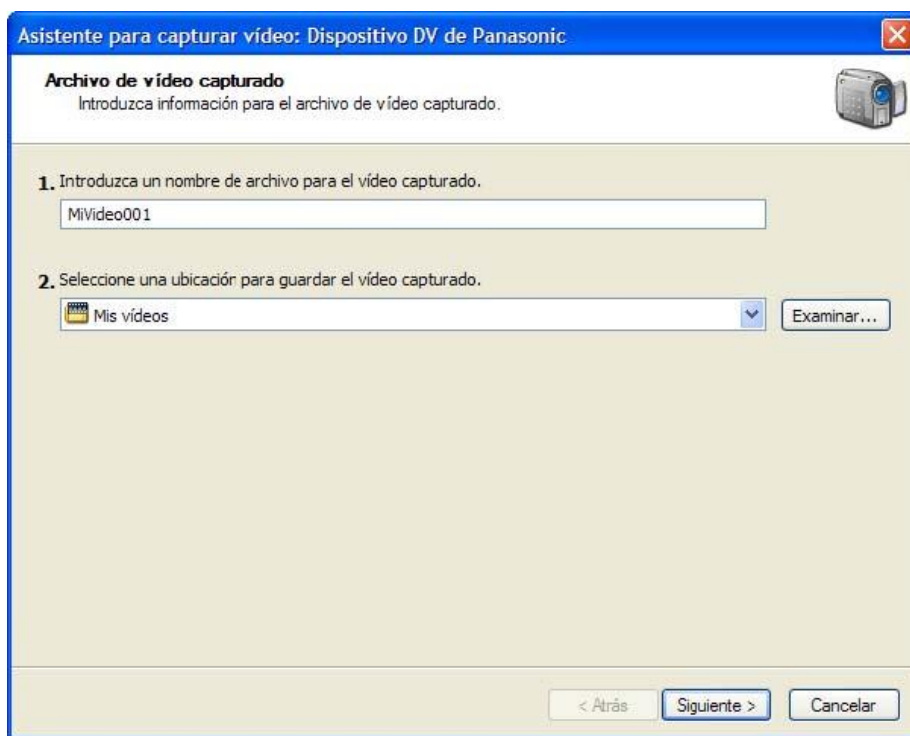 Asistente para capturar vídeo: Dispositivo DV de Panasonic
Archivo de vídeo capturado
Introduzca información para el archivo de vídeo capturado.
1. Introduzca un nombre de archivo para el vídeo capturado.
MiVideo001
2. Seleccione una ubicación para guardar el vídeo capturado.
Mis vídeos
Examinar...
< Atrás
Siguiente >
Cancelar